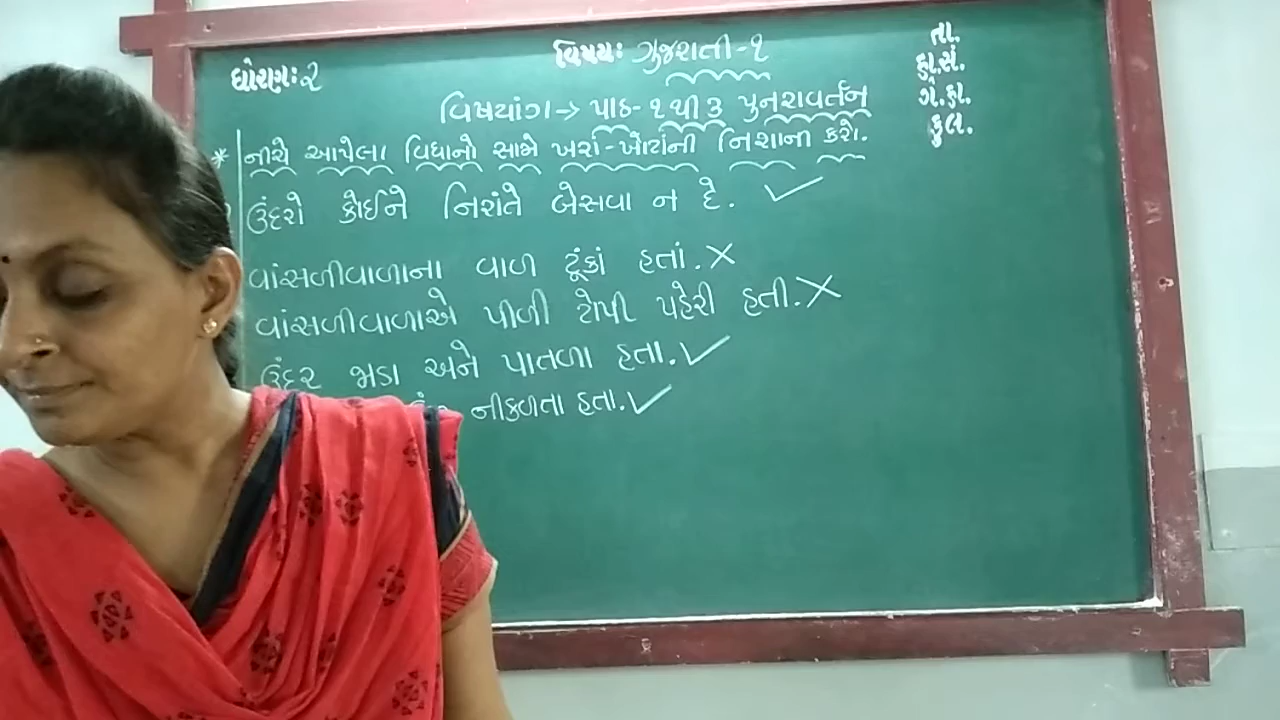 ધોરણઃ ૨
વિષયઃ ગુજરાતી-૧
તા.
હા.સં.
ગે.હા.
કુલ.
વિષયાંગ → પાઠ-૧ થી ૩ પુનરાવર્તન
* નીચે આપેલા વિધાનો સામે ખરાં-ખોટાંની નિશાની કરો.
ઉંદરો કોઈને નિરાંતે બેસવા ન દે. ✓
વાંસળીવાળાના વાળ ટૂંકાં હતાં. ✗
વાંસળીવાળાએ પીળી ટોપી પહેરી હતી. ✗
ઉંદર જાડા અને પાતળા હતા. ✓
નીકળતા હતા. ✓